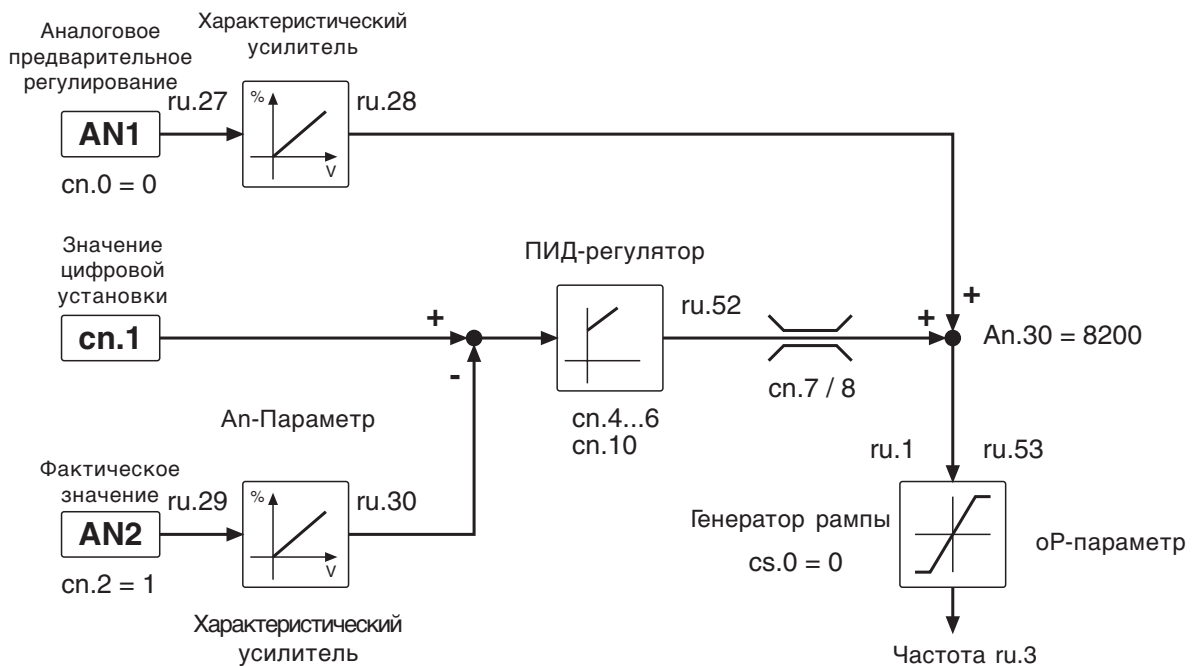 Аналоговое
предварительное
регулирование
Характеристический
усилитель
ru.27
%
V
ru.28
AN1
cn.0 = 0
Значение
цифровой
установки
cn.1
+
-
ПИД-регулятор
ru.52
cn.4...6
cn.10
cn.7 / 8
+
+
An.30 = 8200
An-Параметр
Фактическое
значение
ru.29
%
V
ru.30
AN2
cn.2 = 1
Характеристический
усилитель
ru.1
ru.53
Генератор рампы
cs.0 = 0
oP-параметр
Частота ru.3